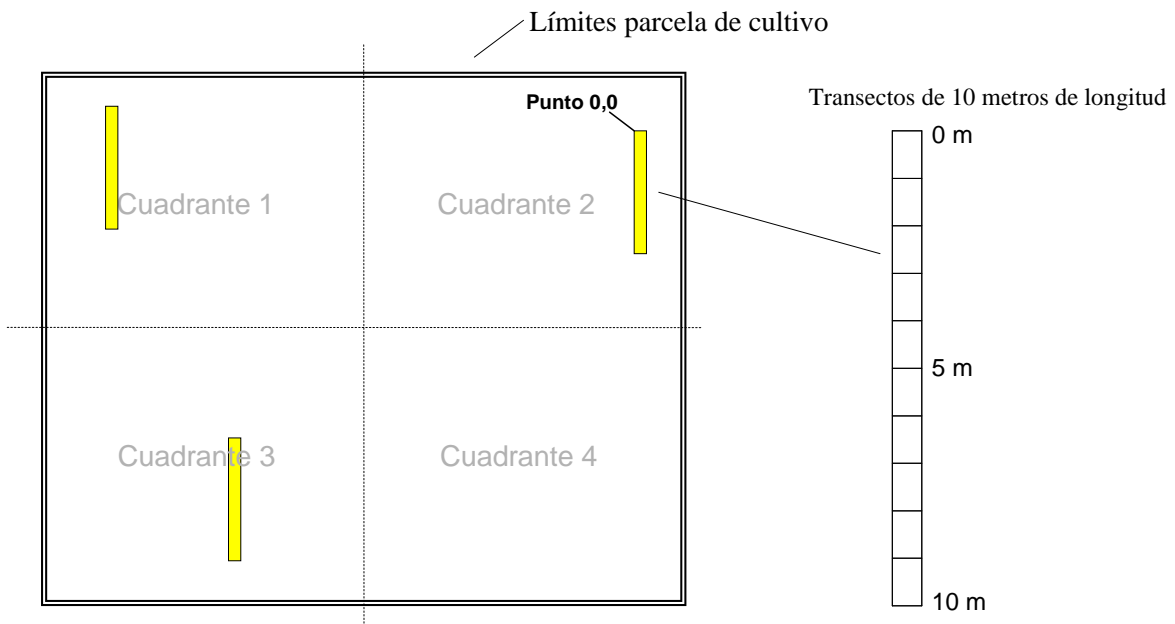 Límites parcela de cultivo
Punto 0,0
Transectos de 10 metros de longitud
0 m
Cuadrante 1
Cuadrante 2
5 m
Cuadrante 3
Cuadrante 4
10 m